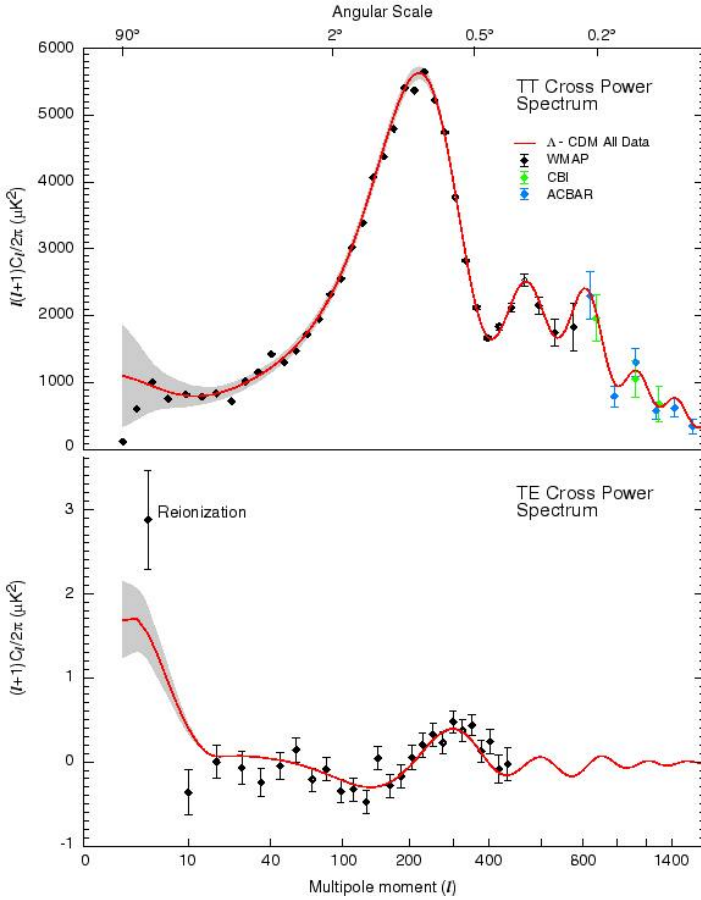 Angular Scale
90° 2° 0.5° 0.2°
6000
TT Cross Power
Spectrum
5000
Λ - CDM All Data
WMAP
CBI
ACBAR
4000
l(l+1)Cl/2π (μK²)
3000
2000
1000
0
TE Cross Power
Spectrum
3
Reionization
2
(l+1)Cl/2π (μK²)
1
0
-1
0 10 40 100 200 400 800 1400
Multipole moment (l)